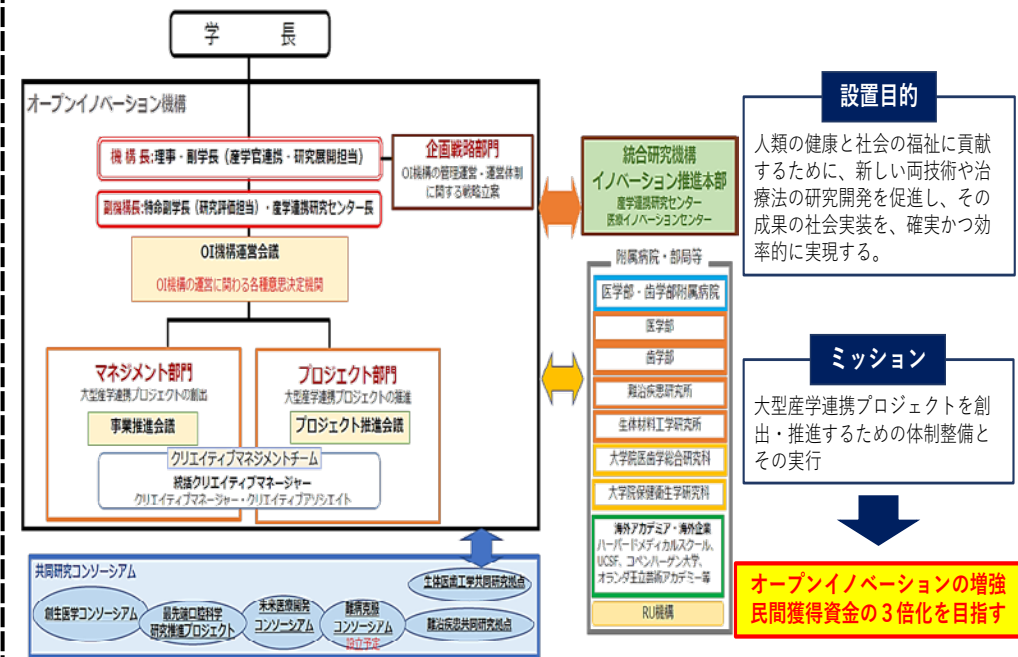 学　長
オープンイノベーション機構
機 構 長:理事・副学長（産学官連携・研究展開担当）
副機構長:特命副学長（研究評価担当）・産学連携研究センター長
企画戦略部門
OI機構の管理運営・運営体制
に関する戦略立案
OI機構運営会議
OI機構の運営に関わる各種意思決定機関
マネジメント部門
大型産学連携プロジェクトの創出
事業推進会議
プロジェクト部門
大型産学連携プロジェクトの推進
プロジェクト推進会議
クリエイティブマネジメントチーム
統括クリエイティブマネージャー
クリエイティブマネージャー・クリエイティブアソシエイト
共同研究コンソーシアム
創生医学コンソーシアム
最先端口腔科学
研究推進プロジェクト
未来医療開発
コンソーシアム
難病克服
コンソーシアム
設立予定
生体医歯工学共同研究拠点
難治疾患共同研究拠点
統合研究機構
イノベーション推進本部
産学連携研究センター
医療イノベーションセンター
附属病院・部局等
医学部・歯学部附属病院
医学部
歯学部
難治疾患研究所
生体材料工学研究所
大学院医歯学総合研究科
大学院保健衛生学研究科
海外アカデミア・海外企業
ハーバードメディカルスクール、
UCSF、コペンハーゲン大学、
オランダ王立芸術アカデミー等
RU機構
設置目的
人類の健康と社会の福祉に貢献
するために、新しい両技術や治
療法の研究開発を促進し、その
成果の社会実装を、確実かつ効
率的に実現する。
ミッション
大型産学連携プロジェクトを創
出・推進するための体制整備と
その実行
オープンイノベーションの増強
民間獲得資金の３倍化を目指す